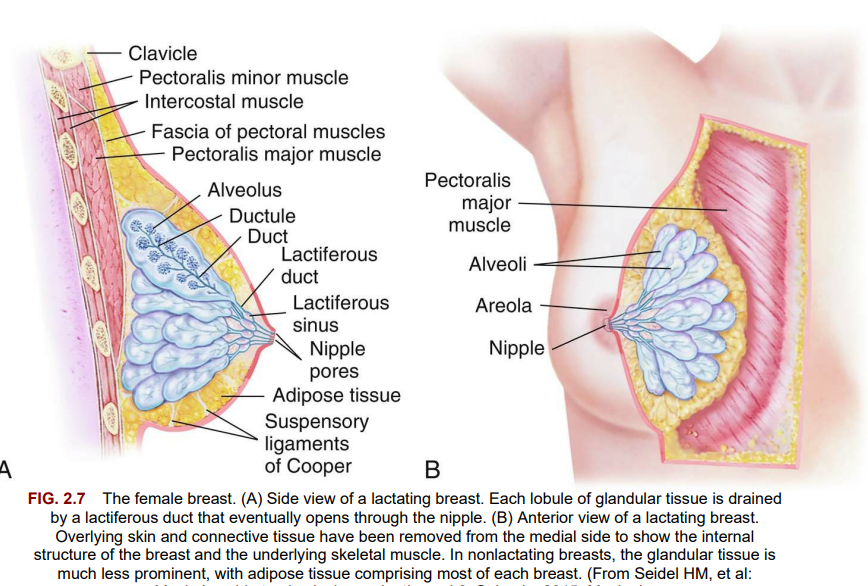 Clavicle
Pectoralis minor muscle
Intercostal muscle
Fascia of pectoral muscles
Pectoralis major muscle
Alveolus
Ductule
Duct
Lactiferous
duct
Lactiferous
sinus
Nipple
pores
Adipose tissue
Suspensory
ligaments
of Cooper
A
Pectoralis
major
muscle
Alveoli
Areola
Nipple
B
FIG. 2.7 The female breast. (A) Side view of a lactating breast. Each lobule of glandular tissue is drained
by a lactiferous duct that eventually opens through the nipple. (B) Anterior view of a lactating breast.
Overlying skin and connective tissue have been removed from the medial side to show the internal
structure of the breast and the underlying skeletal muscle. In nonlactating breasts, the glandular tissue is
much less prominent, with adipose tissue comprising most of each breast. (From Seidel HM, et al: